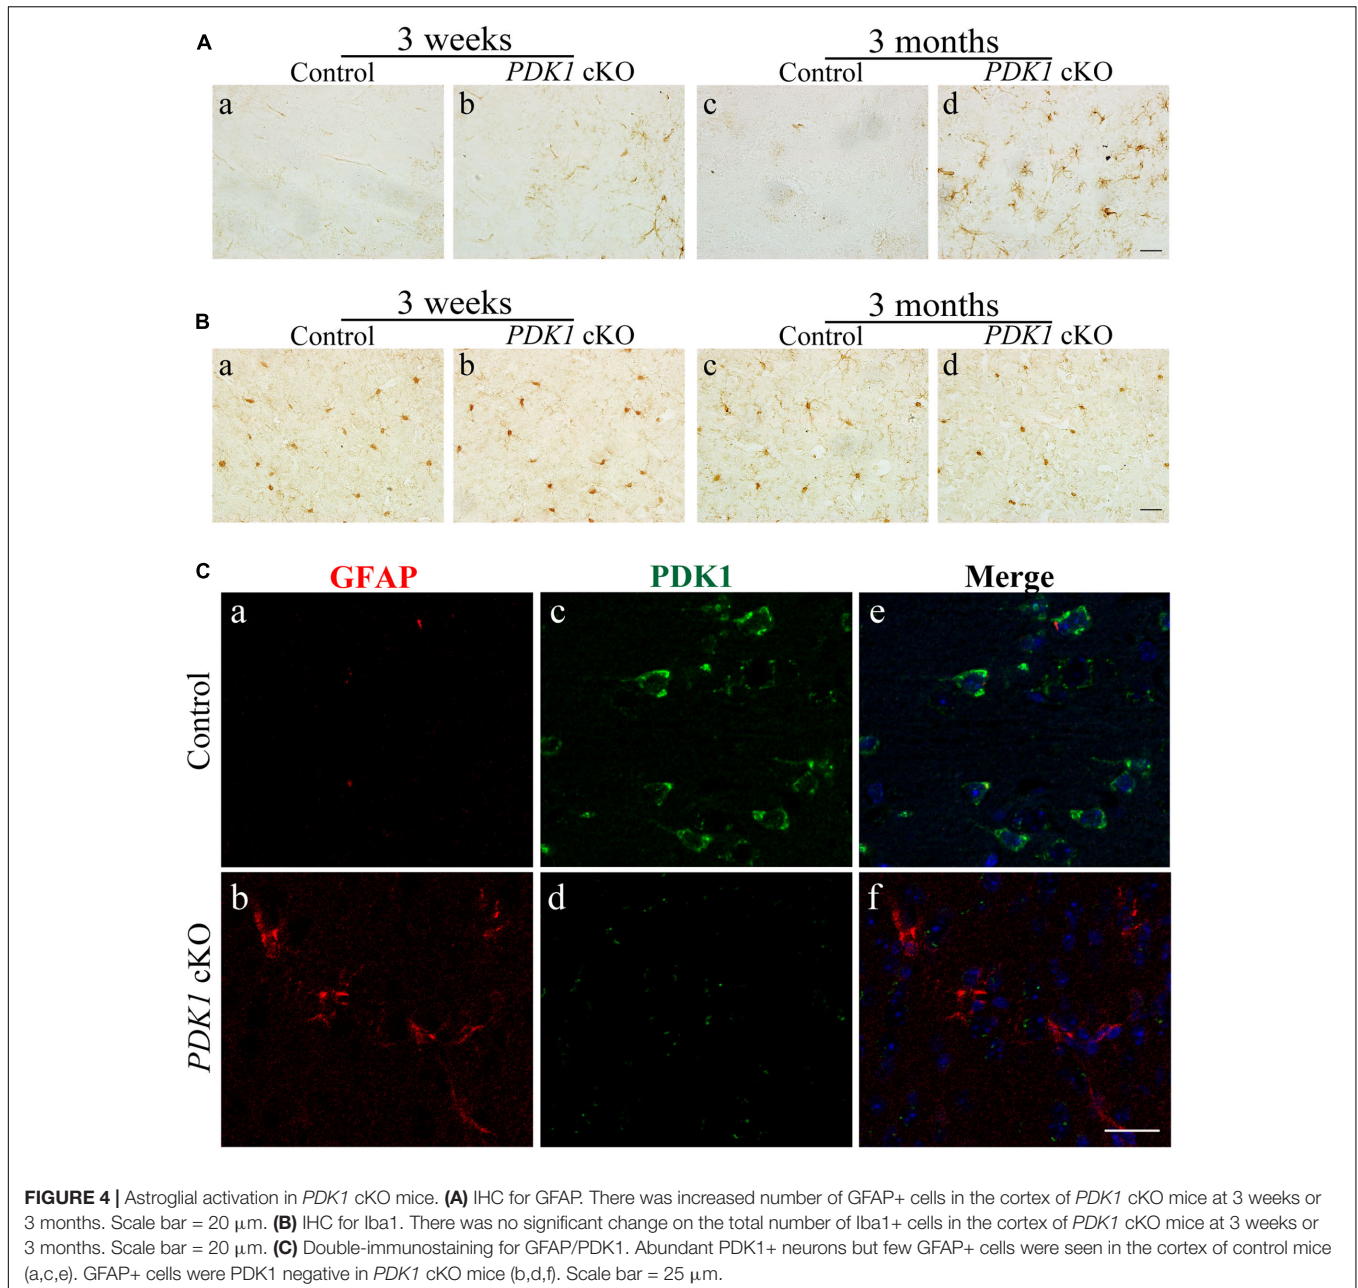 A
3 weeks 3 months
Control PDK1 cKO Control PDK1 cKO
a b c d
B
3 weeks 3 months
Control PDK1 cKO Control PDK1 cKO
a b c d
C
GFAP PDK1 Merge
Control
a c e
PDK1 cKO
b d f
FIGURE 4 | Astroglial activation in PDK1 cKO mice. (A) IHC for GFAP. There was increased number of GFAP+ cells in the cortex of PDK1 cKO mice at 3 weeks or
3 months. Scale bar = 20 μm. (B) IHC for Iba1. There was no significant change on the total number of Iba1+ cells in the cortex of PDK1 cKO mice at 3 weeks or
3 months. Scale bar = 20 μm. (C) Double-immunostaining for GFAP/PDK1. Abundant PDK1+ neurons but few GFAP+ cells were seen in the cortex of control mice
(a,c,e). GFAP+ cells were PDK1 negative in PDK1 cKO mice (b,d,f). Scale bar = 25 μm.